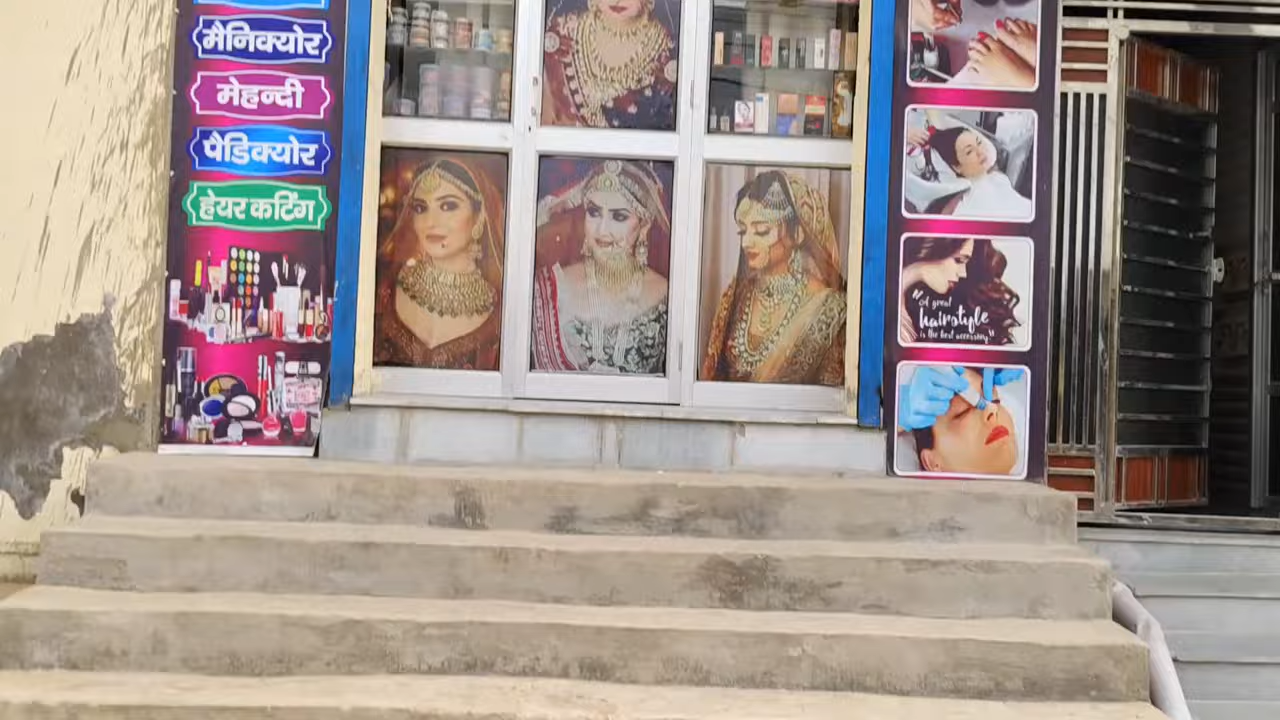 मैनिक्योर
मेहन्दी
पैडिक्योर
हेयर कटिंग
"A great
hairstyle
is the best accessory"